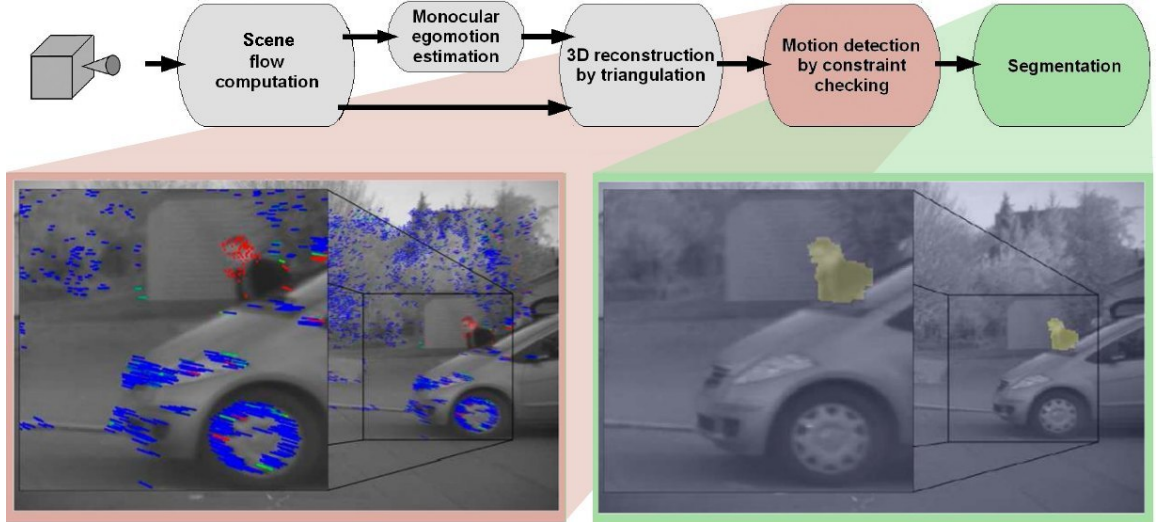 Scene
flow
computation
Monocular
egomotion
estimation
3D reconstruction
by triangulation
Motion detection
by constraint
checking
Segmentation